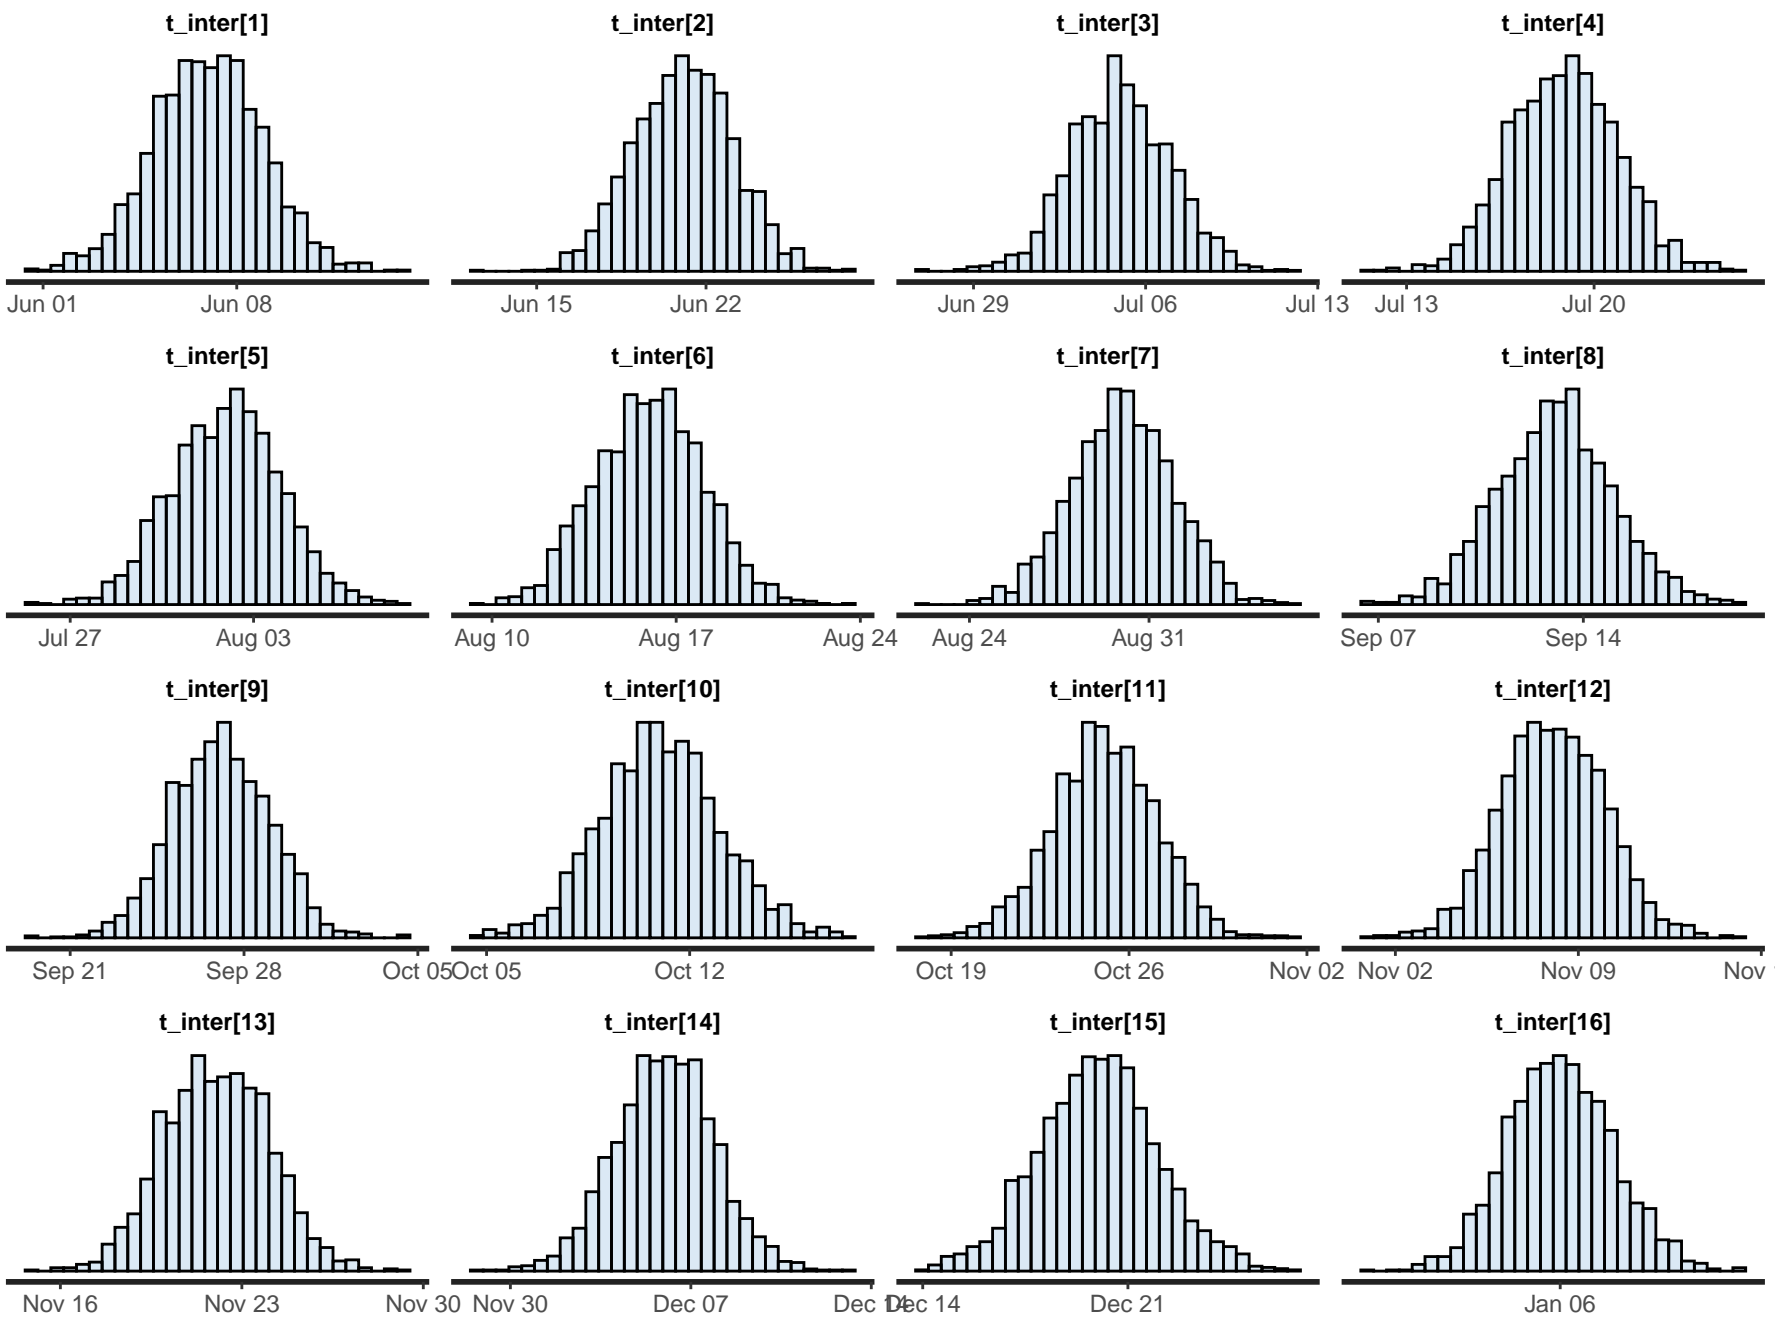 t_inter[1] t_inter[2] t_inter[3] t_inter[4]
Jun 01 Jun 08 Jun 15 Jun 22 Jun 29 Jul 06 Jul 13 Jul 13 Jul 20
t_inter[5] t_inter[6] t_inter[7] t_inter[8]
Jul 27 Aug 03 Aug 10 Aug 17 Aug 24 Aug 24 Aug 31 Sep 07 Sep 14
t_inter[9] t_inter[10] t_inter[11] t_inter[12]
Sep 21 Sep 28 Oct 05 Oct 05 Oct 12 Oct 19 Oct 26 Nov 02 Nov 02 Nov 09 Nov
t_inter[13] t_inter[14] t_inter[15] t_inter[16]
Nov 16 Nov 23 Nov 30 Nov 30 Dec 07 Dec 14 Dec 14 Dec 21 Jan 06